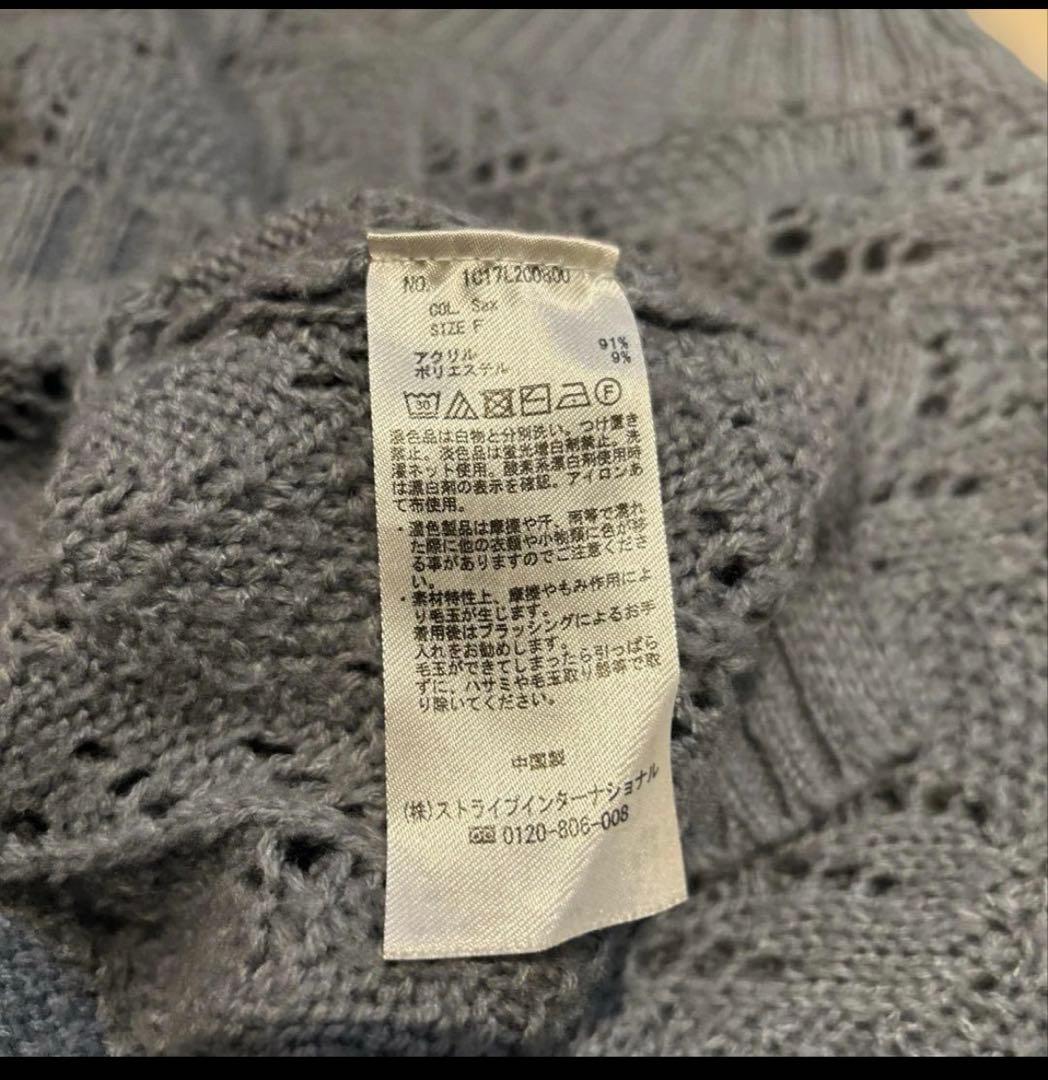 NO. 1C17L200800
COL. Sax
SIZE F
アクリル 91%
ポリエステル 9%
30 F
濃色品は白物と分別洗い。つけ置き
禁止。淡色品は蛍光増白剤禁止。洗
濯ネット使用。酸素系漂白剤使用時
は漂白剤の表示を確認。アイロンあ
て布使用。
・濃色製品は摩擦や汗、雨等で濡れ
た際に他の衣類や小物類に色が移
る事がありますのでご注意くださ
い。
・素材特性上、摩擦やもみ作用によ
り毛玉が生じます。
着用後はブラッシングによるお手
入れをお勧めします。
毛玉ができてしまったら引っぱら
ずに、ハサミや毛玉取り器等で取
り除いてください。
中国製
(株)ストライプインターナショナル
0120-806-008